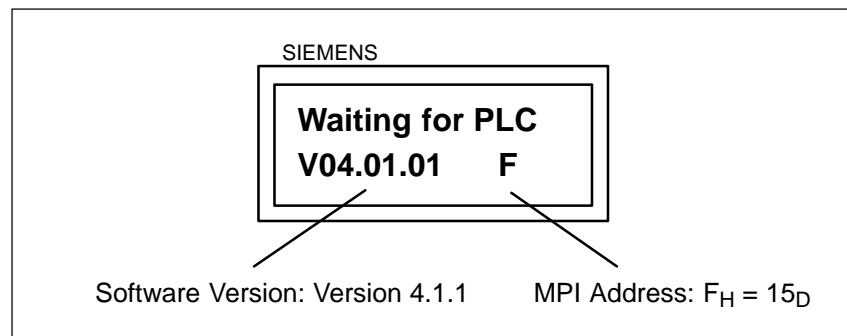 SIEMENS
Waiting for PLC
V04.01.01 F
Software Version: Version 4.1.1 MPI Address: FH = 15D